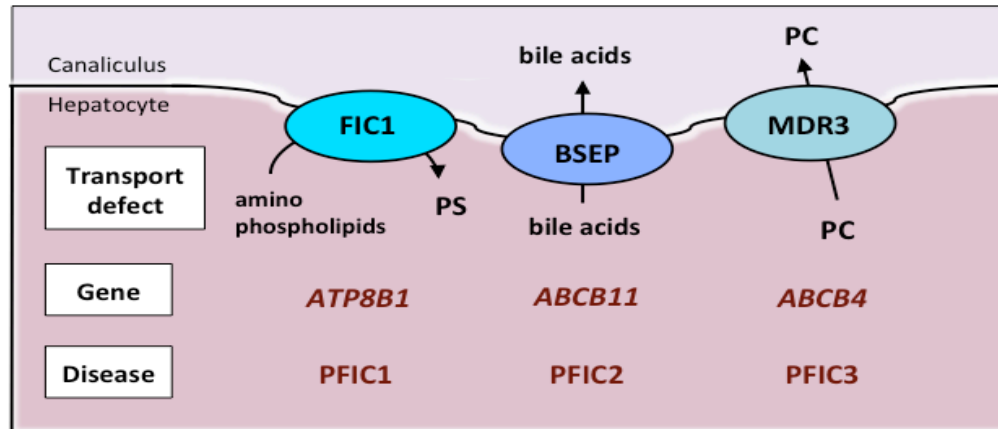 PC
bile acids
Canaliculus
Hepatocyte
FIC1
BSEP
MDR3
Transport
defect
amino
phospholipids
PS
bile acids
PC
Gene
ATP8B1
ABCB11
ABCB4
Disease
PFIC1
PFIC2
PFIC3